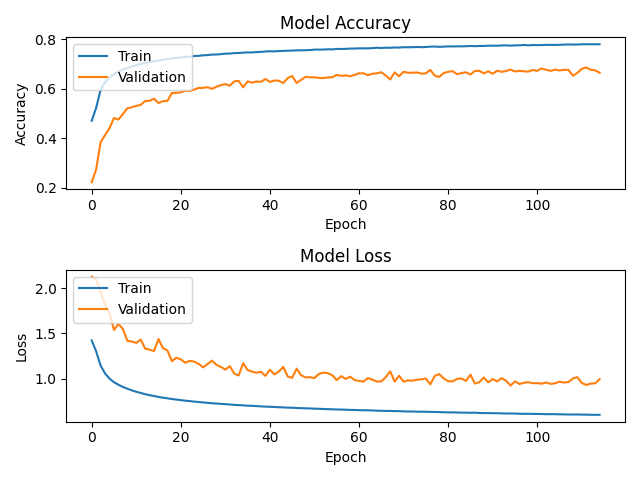 Model Accuracy
0.8
0.6
0.4
0.2
Accuracy
Train
Validation
0 20 40 60 80 100
Epoch
Model Loss
2.0
1.5
1.0
Loss
Train
Validation
0 20 40 60 80 100
Epoch